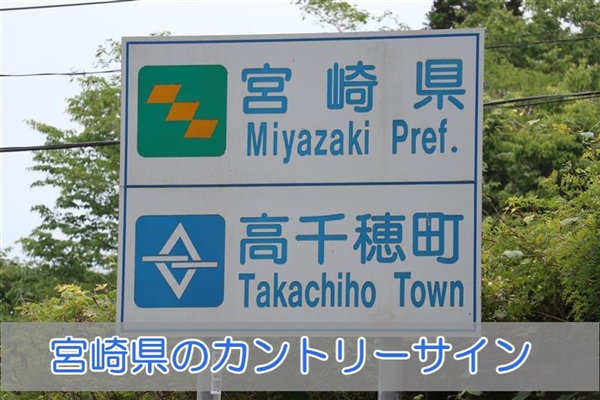 宮崎県
Miyazaki Pref.
高千穂町
Takachiho Town
宮崎県のカントリーサイン